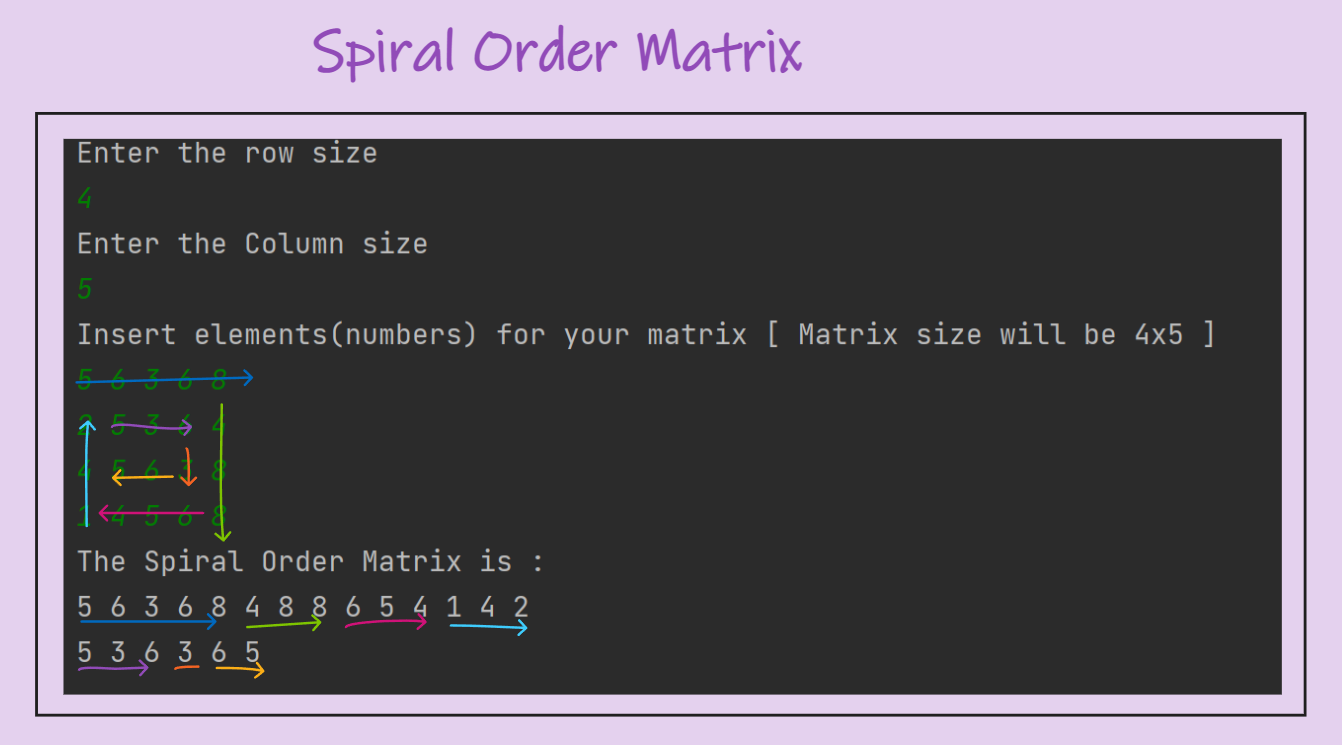 Spiral Order Matrix
Enter the row size
4
Enter the Column size
5
Insert elements(numbers) for your matrix [ Matrix size will be 4x5 ]
5 6 3 6 8
2 5 3 6 4
4 5 6 3 8
1 4 5 6 8
The Spiral Order Matrix is :
5 6 3 6 8 4 8 8 6 5 4 1 4 2
5 3 6 3 6 5